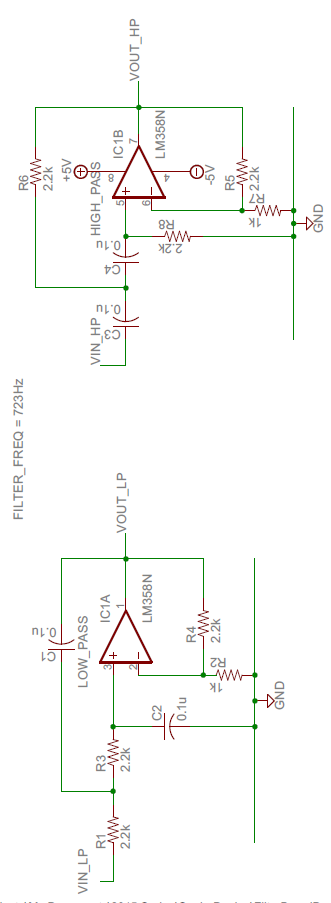 VOUT_HP
R6
2.2k
+5V
HIGH_PASS
IC1B
LM358N
8
5
6
7
4
-5V
R5
2.2k
R7
1k
R8
2.2k
GND
0.1u
C4
0.1u
C3
VIN_HP
FILTER_FREQ = 723Hz
VOUT_LP
0.1u
C1
LOW_PASS
IC1A
LM358N
3
2
1
R4
2.2k
R2
1k
C2
0.1u
GND
R3
2.2k
R1
2.2k
VIN_LP